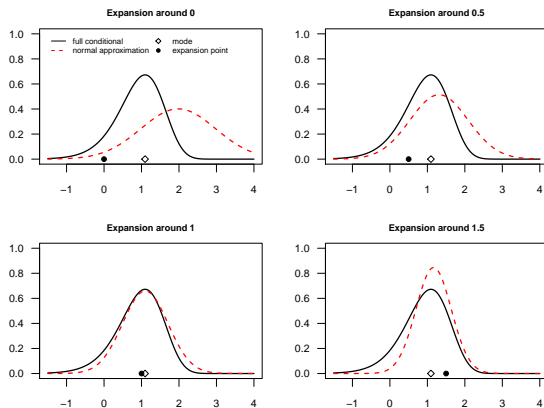 Expansion around 0
1.0
0.8
0.6
0.4
0.2
0.0
full conditional
normal approximation
mode
expansion point
−1 0 1 2 3 4
Expansion around 0.5
1.0
0.8
0.6
0.4
0.2
0.0
−1 0 1 2 3 4
Expansion around 1
1.0
0.8
0.6
0.4
0.2
0.0
−1 0 1 2 3 4
Expansion around 1.5
1.0
0.8
0.6
0.4
0.2
0.0
−1 0 1 2 3 4